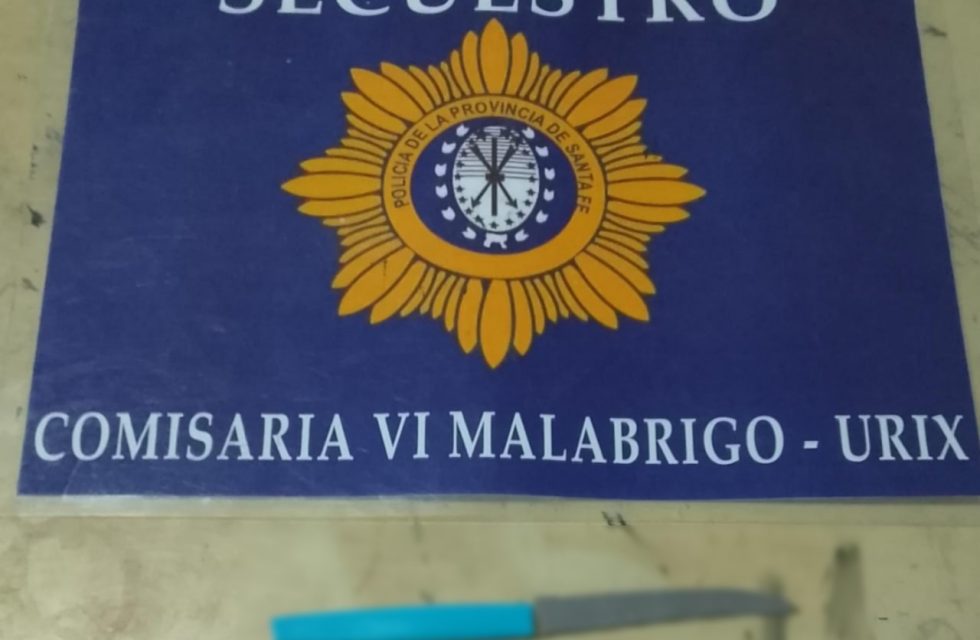 SECUESTRO
POLICIA DE LA PROVINCIA DE SANTA FE
COMISARIA VI MALABRIGO - URIX